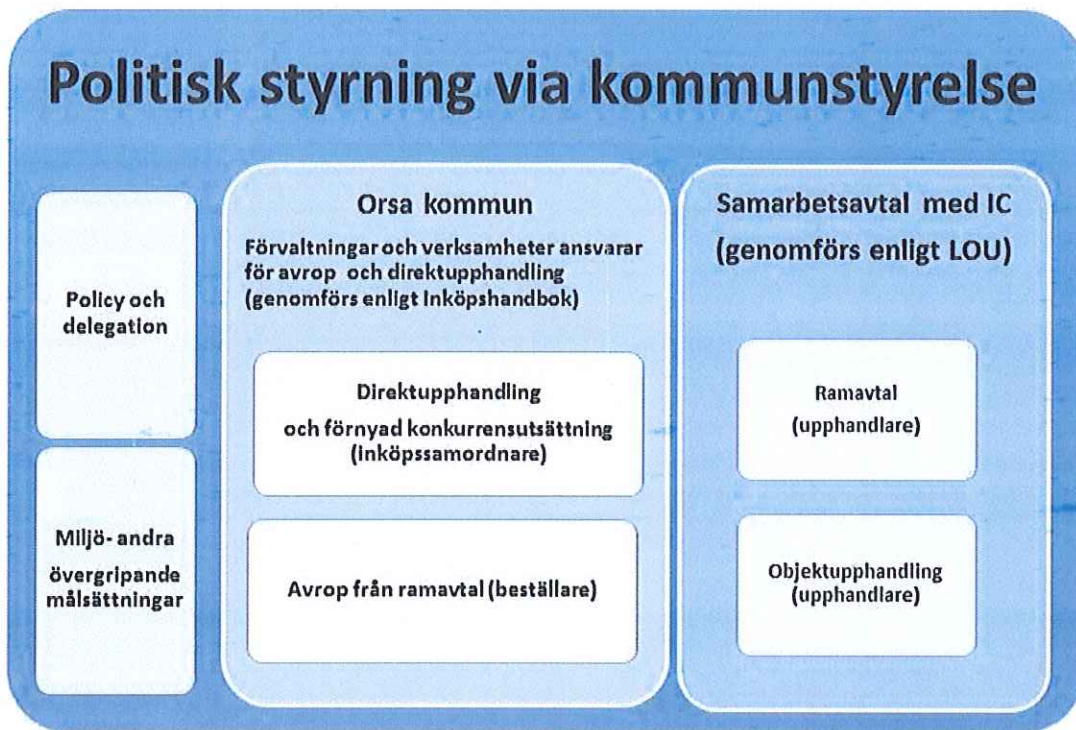 Politisk styrning via kommunstyrelse
Policy och
delegation
Miljö- andra
övergripande
målsättningar
Orsa kommun
Förvaltningar och verksamheter ansvarar
för avrop och direktupphandling
(genomförs enligt Inköpshandbok)
Direktupphandling
och förnyad konkurrensutsättning
(inköpssamordnare)
Avrop från ramavtal (beställare)
Samarbetsavtal med IC
(genomförs enligt LOU)
Ramavtal
(upphandlare)
Objektupphandling
(upphandlare)